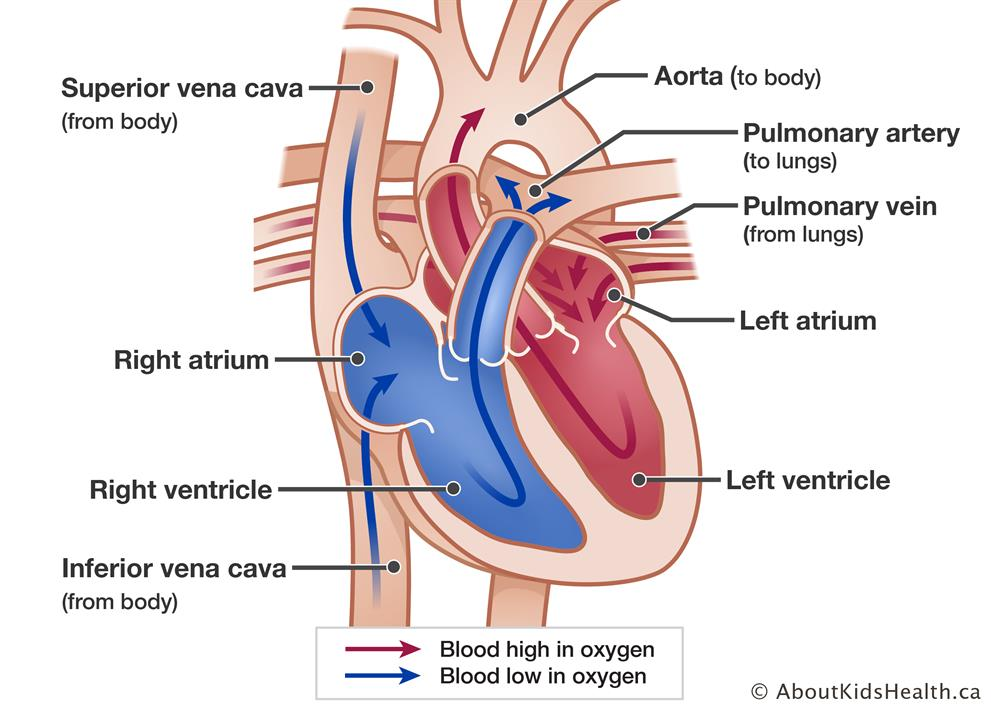 Superior vena cava
(from body)
Aorta (to body)
Pulmonary artery
(to lungs)
Pulmonary vein
(from lungs)
Left atrium
Right atrium
Right ventricle
Left ventricle
Inferior vena cava
(from body)
Blood high in oxygen
Blood low in oxygen
© AboutKidsHealth.ca